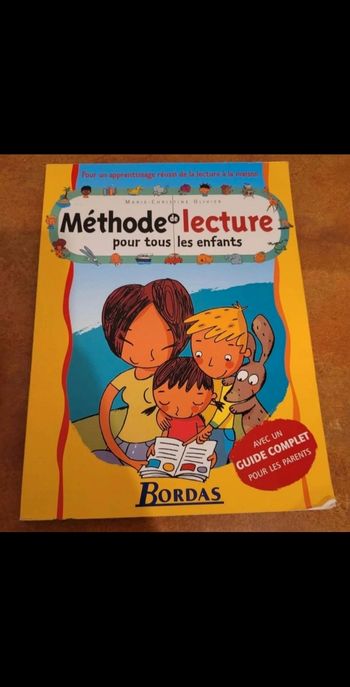 Pour un apprentissage réussi de la lecture à la maison
MARIE-CHRISTINE OLIVIER
Méthode de lecture
pour tous les enfants
AVEC UN
GUIDE COMPLET
POUR LES PARENTS
BORDAS